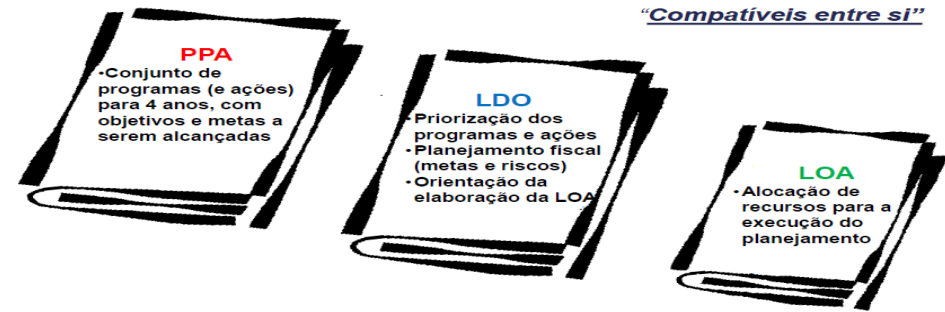 “Compatíveis entre si”
PPA
•Conjunto de
programas (e ações)
para 4 anos, com
objetivos e metas a
serem alcançadas
LDO
•Priorização dos
programas e ações
•Planejamento fiscal
(metas e riscos)
•Orientação da
elaboração da LOA
LOA
•Alocação de
recursos para a
execução do
planejamento